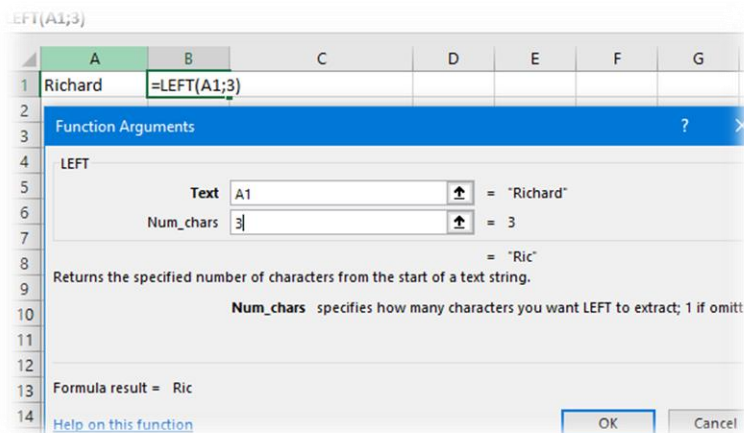 LEFT(A1;3)
A B C D E F G
1 Richard =LEFT(A1;3)
2
3
4
5
6
7
8
9
10
11
12
13
14
Function Arguments ? X
LEFT
Text A1 = "Richard"
Num_chars 3 = 3
= "Ric"
Returns the specified number of characters from the start of a text string.
Num_chars specifies how many characters you want LEFT to extract; 1 if omitt
Formula result = Ric
Help on this function OK Cancel